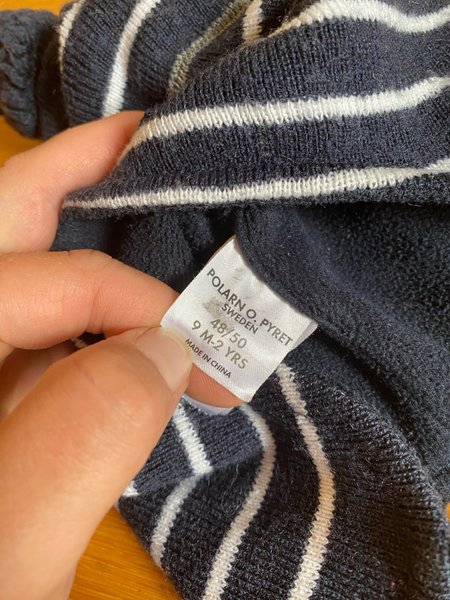 POLARN O. PYRET
SWEDEN
48/50
9 M-2 YRS
MADE IN CHINA